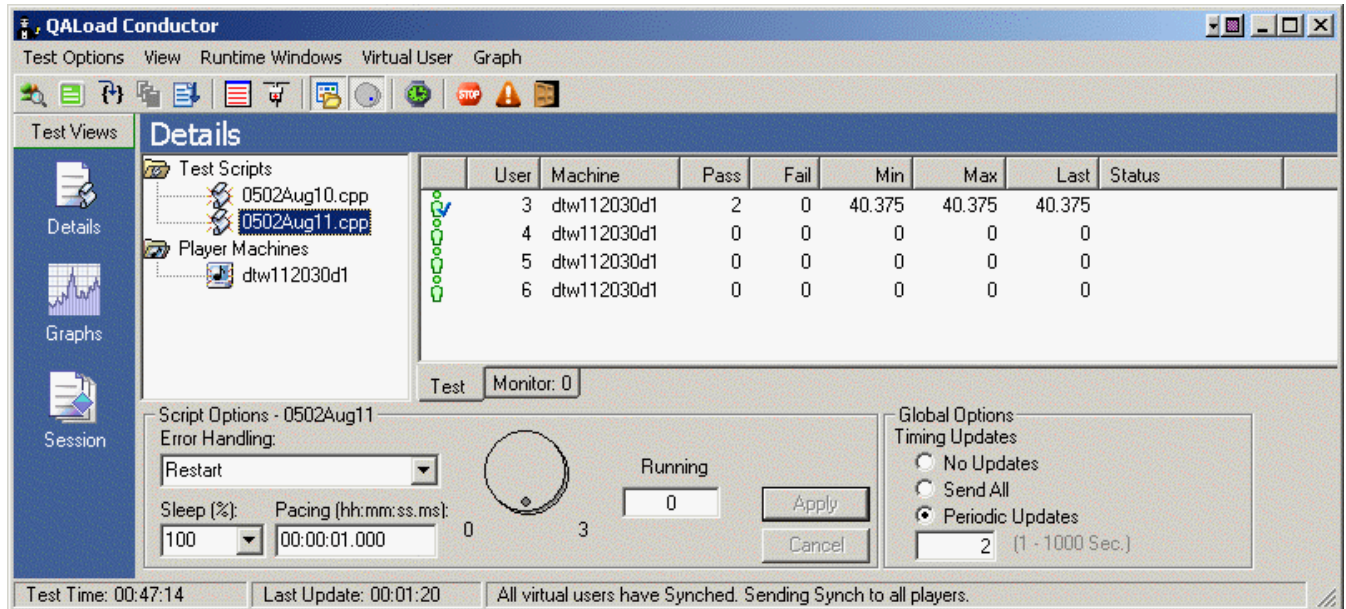 QALoad Conductor
Test Options View Runtime Windows Virtual User Graph
STOP
Test Views
Details
Details
Graphs
Session
Test Scripts
0502Aug10.cpp
0502Aug11.cpp
Player Machines
dtw112030d1
User Machine Pass Fail Min Max Last Status
3 dtw112030d1 2 0 40.375 40.375 40.375
4 dtw112030d1 0 0 0 0 0
5 dtw112030d1 0 0 0 0 0
6 dtw112030d1 0 0 0 0 0
Test Monitor: 0
Script Options - 0502Aug11
Error Handling:
Restart
Sleep (%): Pacing (hh:mm:ss.ms):
100 00:00:01.000
0 3
Running
0
Apply
Cancel
Global Options
Timing Updates
No Updates
Send All
Periodic Updates
2 (1 - 1000 Sec.)
Test Time: 00:47:14 Last Update: 00:01:20 All virtual users have Synched. Sending Synch to all players.